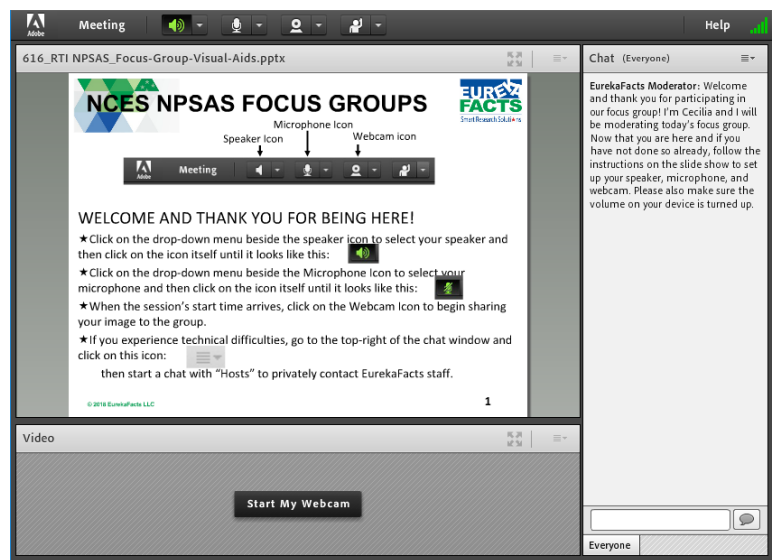 Adobe
Meeting
Help
616_RTI NPSAS_Focus-Group-Visual-Aids.pptx
NCES NPSAS FOCUS GROUPS
EUREKA
FACTS
Smart Research Solutions
Microphone Icon
Speaker Icon
Webcam icon
Adobe
Meeting
WELCOME AND THANK YOU FOR BEING HERE!
★Click on the drop-down menu beside the speaker icon to select your speaker and
then click on the icon itself until it looks like this:
★Click on the drop-down menu beside the Microphone Icon to select your
microphone and then click on the icon itself until it looks like this:
★When the session's start time arrives, click on the Webcam Icon to begin sharing
your image to the group.
★If you experience technical difficulties, go to the top-right of the chat window and
click on this icon:
then start a chat with “Hosts” to privately contact EurekaFacts staff.
© 2018 EurekaFacts LLC
1
Video
Start My Webcam
Chat (Everyone)
EurekaFacts Moderator: Welcome
and thank you for participating in
our focus group! I'm Cecilia and I will
be moderating today's focus group.
Now that you are here and if you
have not done so already, follow the
instructions on the slide show to set
up your speaker, microphone, and
webcam. Please also make sure the
volume on your device is turned up.
Everyone